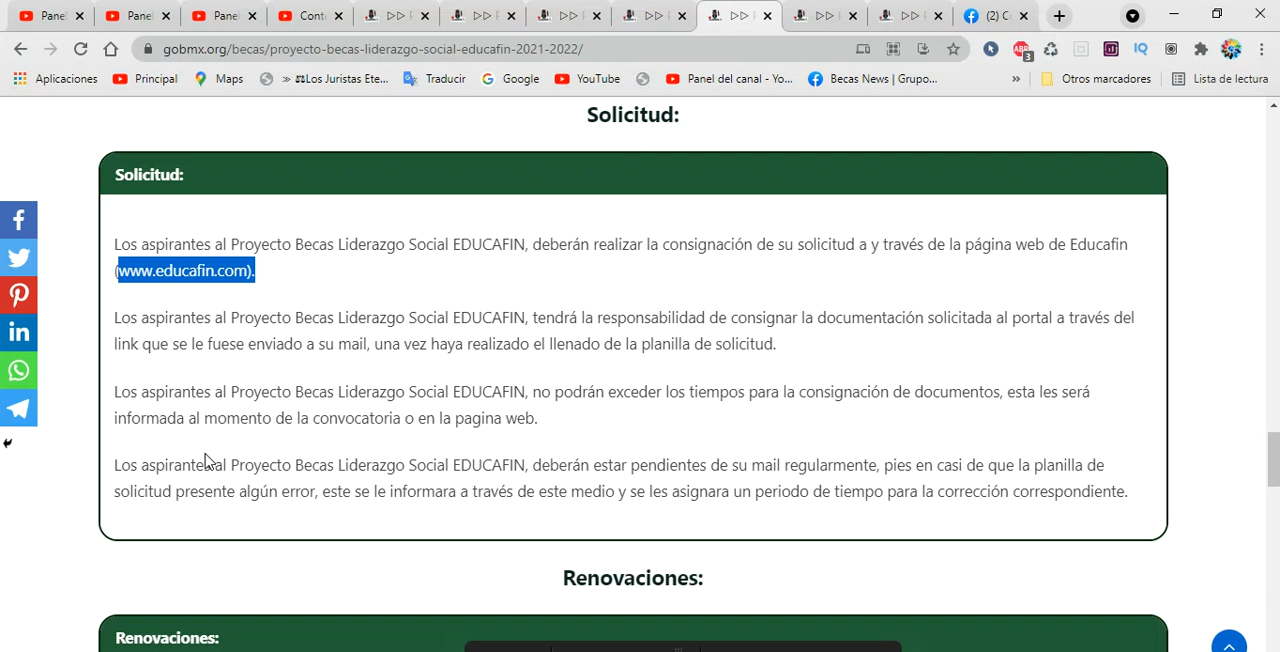 Panel
Panel
Panel
Cont
▷▷ F
▷▷ F
▷▷ F
▷▷ F
▷▷ F
▷▷ F
▷▷ F
(2) C
gobmx.org/becas/proyecto-becas-liderazgo-social-educafin-2021-2022/
ABP
3
IQ
Aplicaciones
Principal
Maps
» ⚖Los Juristas Ete...
Traducir
Google
YouTube
Panel del canal - Yo...
Becas News | Grupo...
»
Otros marcadores
Lista de lectura
Solicitud:
Solicitud:
Los aspirantes al Proyecto Becas Liderazgo Social EDUCAFIN, deberán realizar la consignación de su solicitud a y través de la página web de Educafin
(www.educafin.com).
Los aspirantes al Proyecto Becas Liderazgo Social EDUCAFIN, tendrá la responsabilidad de consignar la documentación solicitada al portal a través del
link que se le fuese enviado a su mail, una vez haya realizado el llenado de la planilla de solicitud.
Los aspirantes al Proyecto Becas Liderazgo Social EDUCAFIN, no podrán exceder los tiempos para la consignación de documentos, esta les será
informada al momento de la convocatoria o en la pagina web.
Los aspirantes al Proyecto Becas Liderazgo Social EDUCAFIN, deberán estar pendientes de su mail regularmente, pies en casi de que la planilla de
solicitud presente algún error, este se le informara a través de este medio y se les asignara un periodo de tiempo para la corrección correspondiente.
Renovaciones:
Renovaciones: